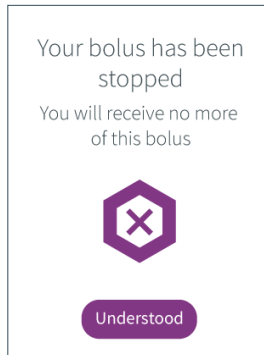 Your bolus has been
stopped
You will receive no more
of this bolus
Understood